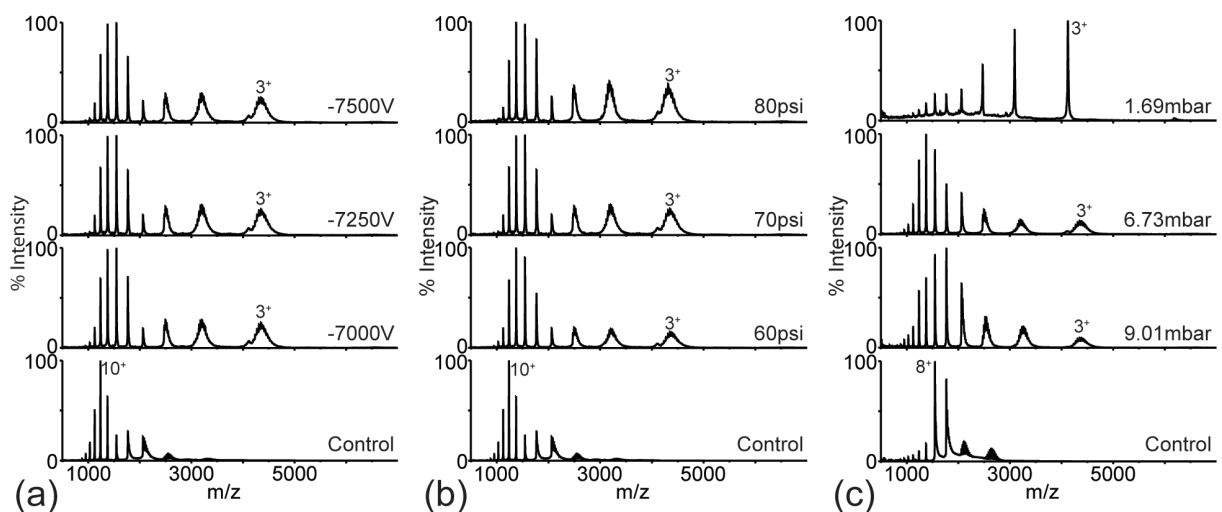 100
3+
-7500V
0
100
3+
-7250V
0
100
3+
-7000V
0
100
10+
Control
0
1000 3000 5000
m/z
% Intensity
(a)
100
3+
80psi
0
100
3+
70psi
0
100
3+
60psi
0
100
10+
Control
0
1000 3000 5000
m/z
% Intensity
(b)
100
3+
1.69mbar
0
100
3+
6.73mbar
0
100
3+
9.01mbar
0
100
8+
Control
0
1000 3000 5000
m/z
% Intensity
(c)